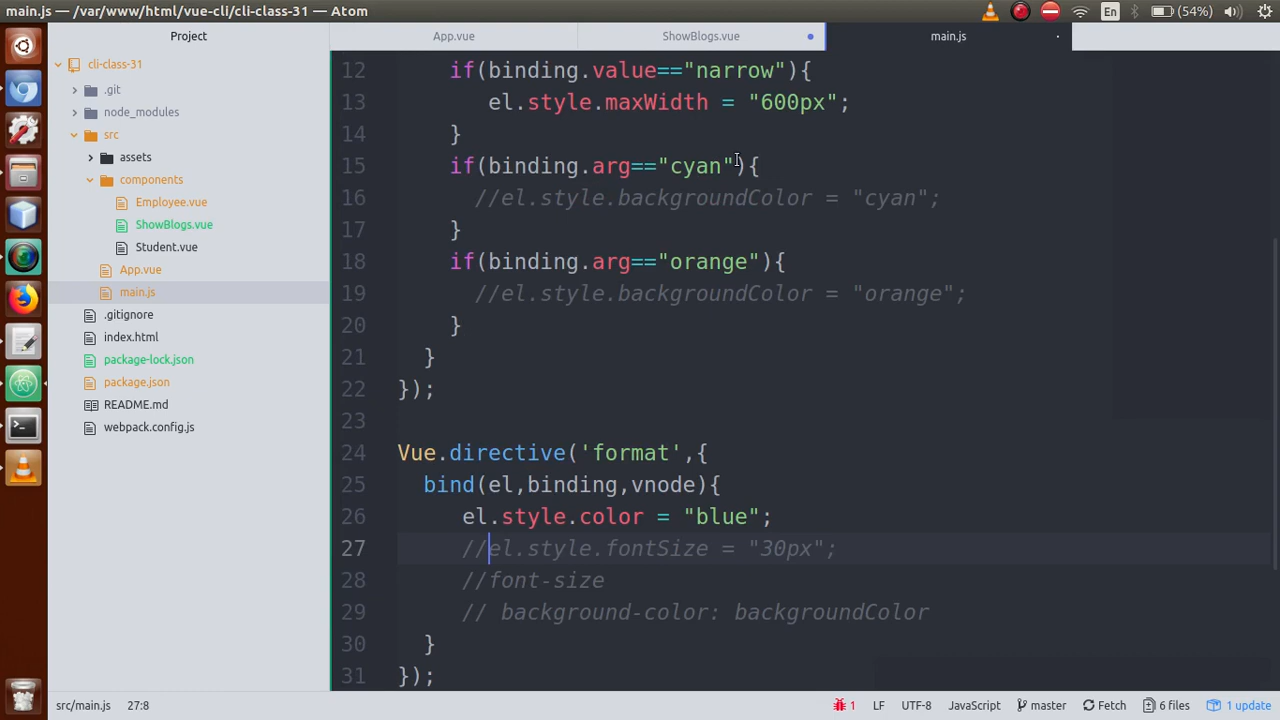 main.js — /var/www/html/vue-cli/cli-class-31 — Atom
En
(54%)
Project
App.vue
ShowBlogs.vue
main.js
cli-class-31
.git
node_modules
src
assets
components
Employee.vue
ShowBlogs.vue
Student.vue
App.vue
main.js
.gitignore
index.html
package-lock.json
package.json
README.md
webpack.config.js
12 if(binding.value=="narrow"){
13 el.style.maxWidth = "600px";
14 }
15 if(binding.arg=="cyan"){
16 //el.style.backgroundColor = "cyan";
17 }
18 if(binding.arg=="orange"){
19 //el.style.backgroundColor = "orange";
20 }
21 }
22 });
23
24 Vue.directive('format',{
25 bind(el,binding,vnode){
26 el.style.color = "blue";
27 //el.style.fontSize = "30px";
28 //font-size
29 // background-color: backgroundColor
30 }
31 });
src/main.js 27:8 1 LF UTF-8 JavaScript master Fetch 6 files 1 update